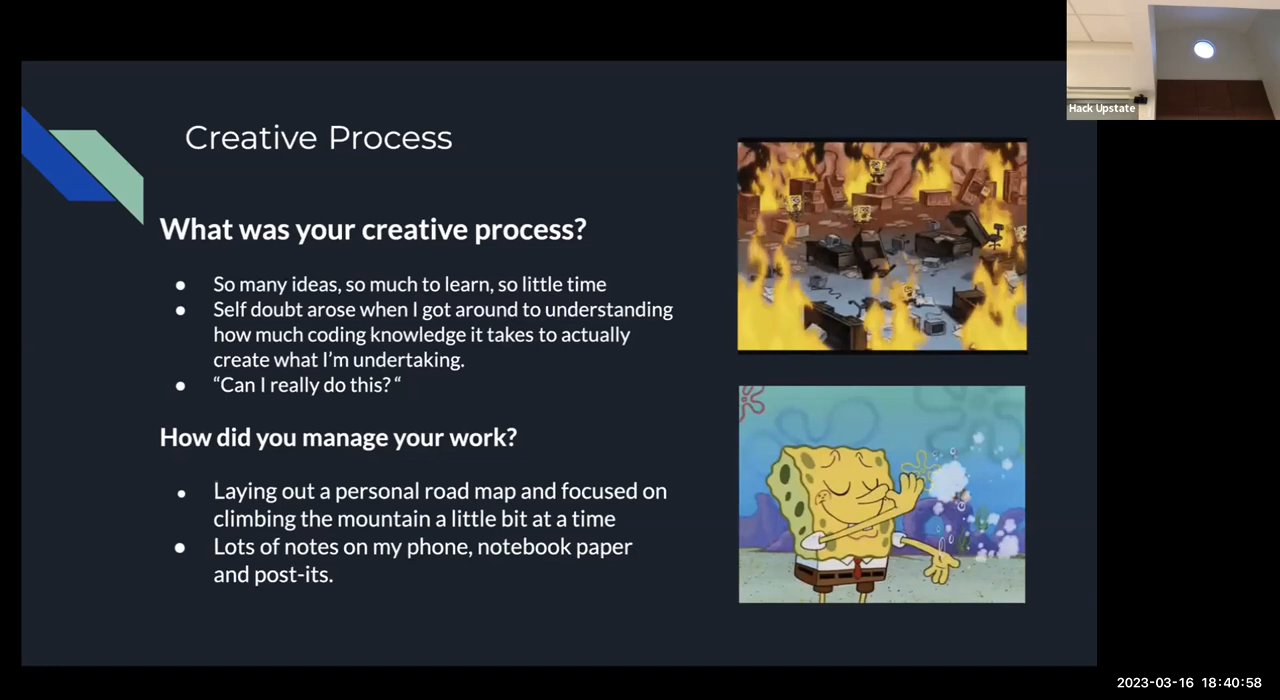 Hack Upstate
Creative Process
What was your creative process?
● So many ideas, so much to learn, so little time
● Self doubt arose when I got around to understanding
how much coding knowledge it takes to actually
create what I'm undertaking.
● “Can I really do this? “
How did you manage your work?
● Laying out a personal road map and focused on
climbing the mountain a little bit at a time
● Lots of notes on my phone, notebook paper
and post-its.
2023-03-16 18:40:58